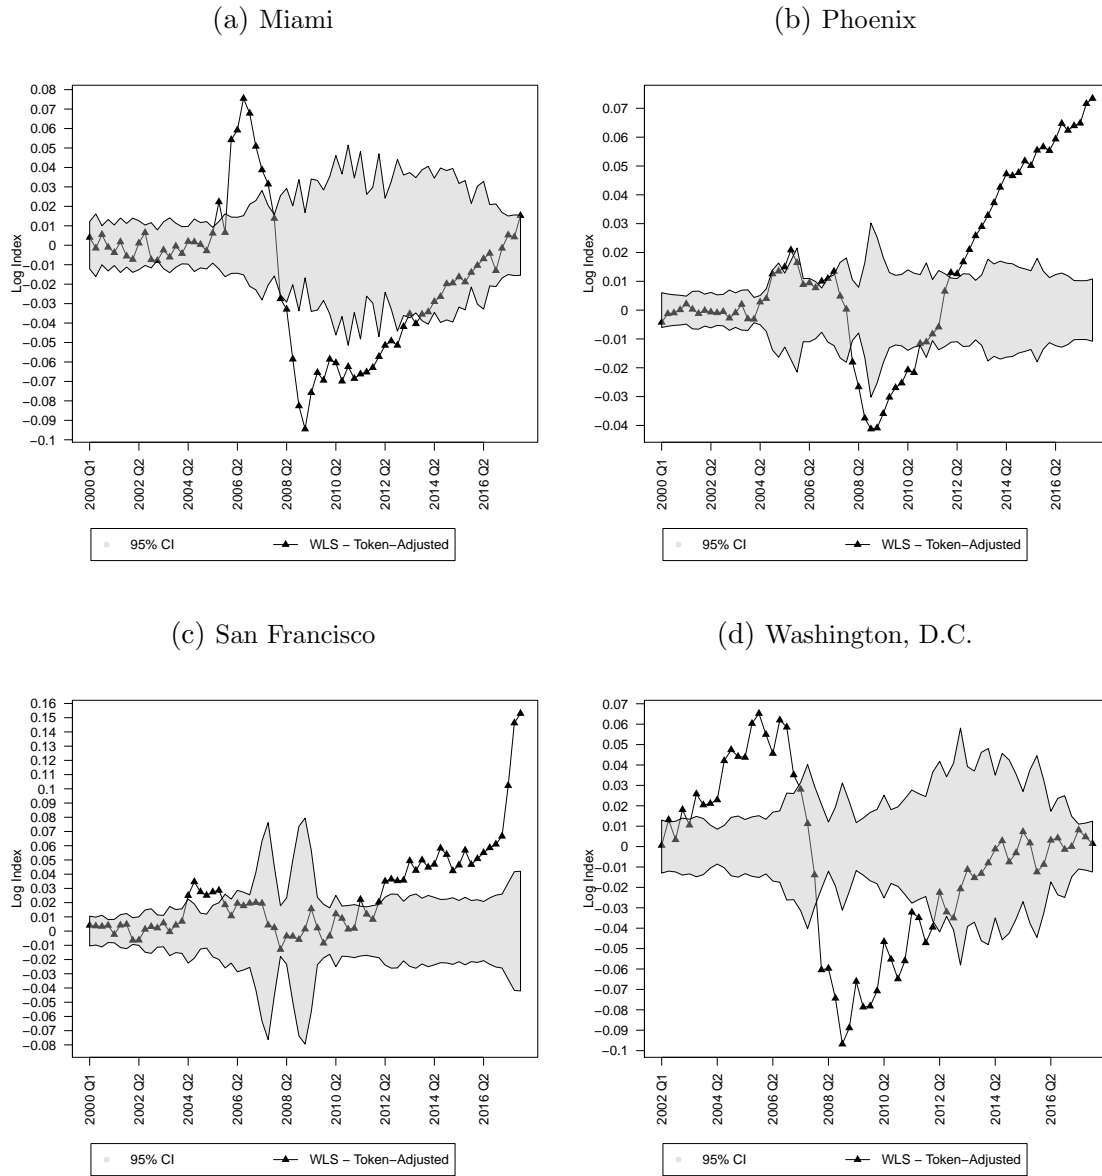 (a) Miami
(b) Phoenix
0.08
0.07
0.06
0.05
0.04
0.03
0.02
0.01
0
−0.01
−0.02
−0.03
−0.04
−0.05
−0.06
−0.07
−0.08
−0.09
−0.1
Log Index
2000 Q1
2002 Q2
2004 Q2
2006 Q2
2008 Q2
2010 Q2
2012 Q2
2014 Q2
2016 Q2
95% CI
WLS − Token−Adjusted
0.07
0.06
0.05
0.04
0.03
0.02
0.01
0
−0.01
−0.02
−0.03
−0.04
Log Index
2000 Q1
2002 Q2
2004 Q2
2006 Q2
2008 Q2
2010 Q2
2012 Q2
2014 Q2
2016 Q2
95% CI
WLS − Token−Adjusted
(c) San Francisco
(d) Washington, D.C.
0.16
0.15
0.14
0.13
0.12
0.11
0.1
0.09
0.08
0.07
0.06
0.05
0.04
0.03
0.02
0.01
0
−0.01
−0.02
−0.03
−0.04
−0.05
−0.06
−0.07
−0.08
Log Index
2000 Q1
2002 Q2
2004 Q2
2006 Q2
2008 Q2
2010 Q2
2012 Q2
2014 Q2
2016 Q2
95% CI
WLS − Token−Adjusted
0.07
0.06
0.05
0.04
0.03
0.02
0.01
0
−0.01
−0.02
−0.03
−0.04
−0.05
−0.06
−0.07
−0.08
−0.09
−0.1
Log Index
2002 Q1
2004 Q2
2006 Q2
2008 Q2
2010 Q2
2012 Q2
2014 Q2
2016 Q2
95% CI
WLS − Token−Adjusted